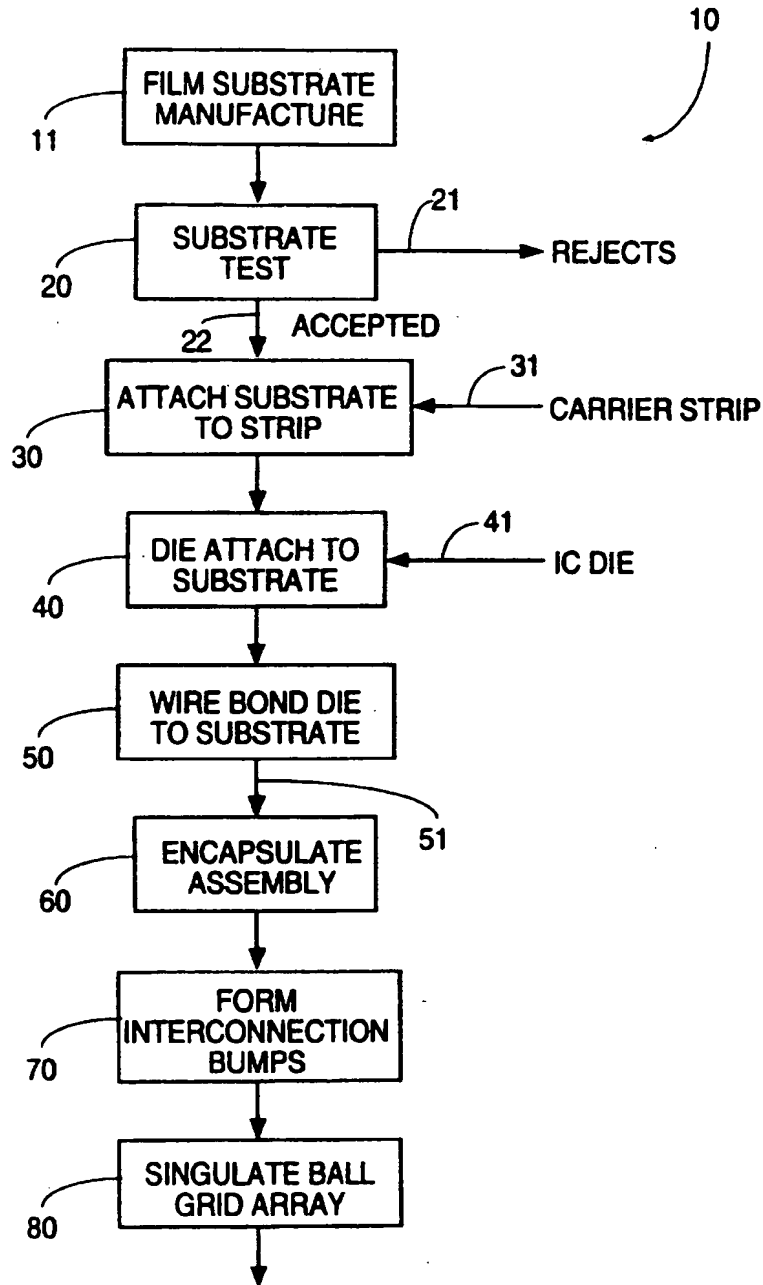 10
FILM SUBSTRATE
MANUFACTURE
11
SUBSTRATE
TEST
20
21
REJECTS
22
ACCEPTED
ATTACH SUBSTRATE
TO STRIP
30
31
CARRIER STRIP
DIE ATTACH TO
SUBSTRATE
40
41
IC DIE
WIRE BOND DIE
TO SUBSTRATE
50
51
ENCAPSULATE
ASSEMBLY
60
FORM
INTERCONNECTION
BUMPS
70
SINGULATE BALL
GRID ARRAY
80